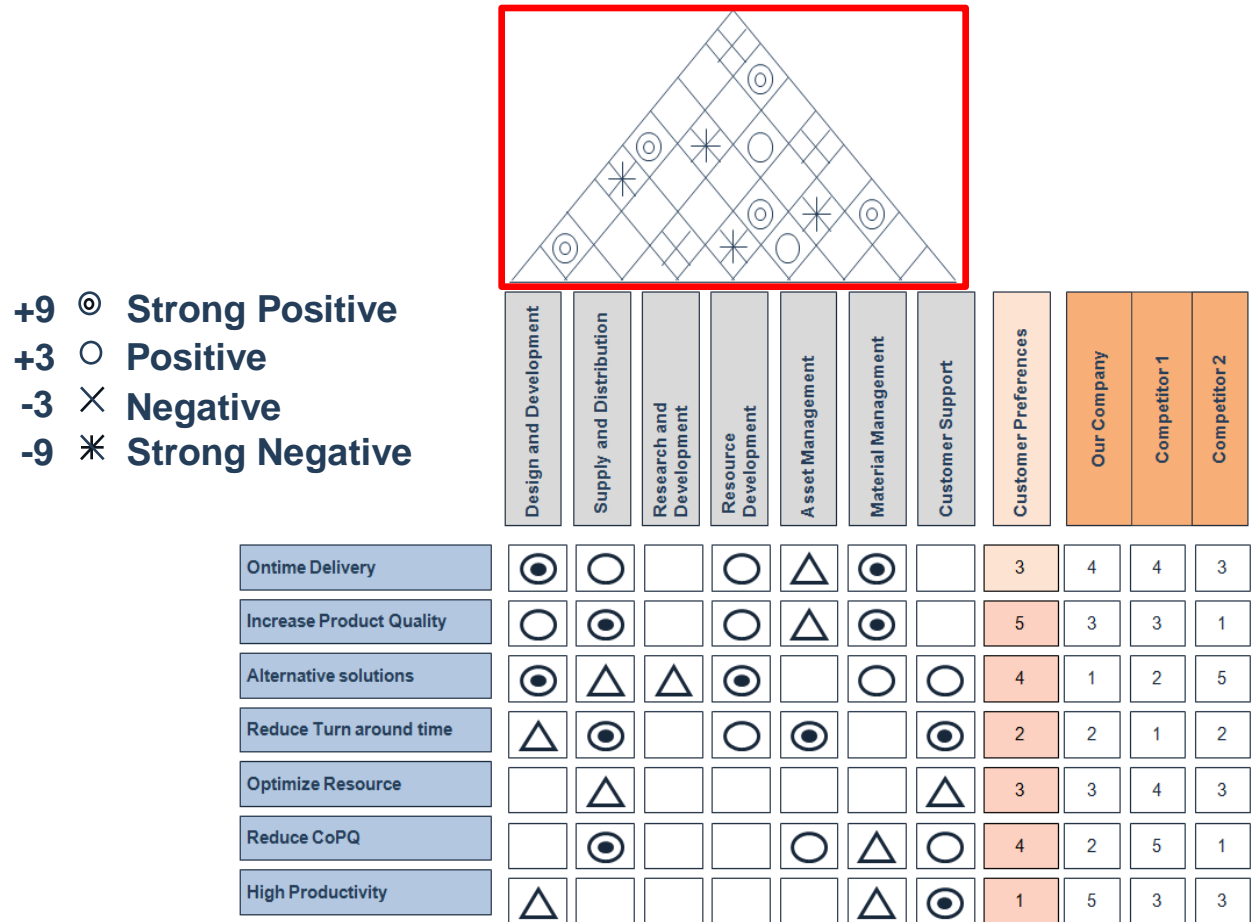 +9 ◎ Strong Positive
+3 ○ Positive
-3 × Negative
-9 Strong Negative
Design and Development
Supply and Distribution
Research and
Development
Resource
Development
Asset Management
Material Management
Customer Support
Customer Preferences
Our Company
Competitor 1
Competitor 2
Ontime Delivery
3 4 4 3
Increase Product Quality
5 3 3 1
Alternative solutions
4 1 2 5
Reduce Turn around time
2 2 1 2
Optimize Resource
3 3 4 3
Reduce CoPQ
4 2 5 1
High Productivity
1 5 3 3